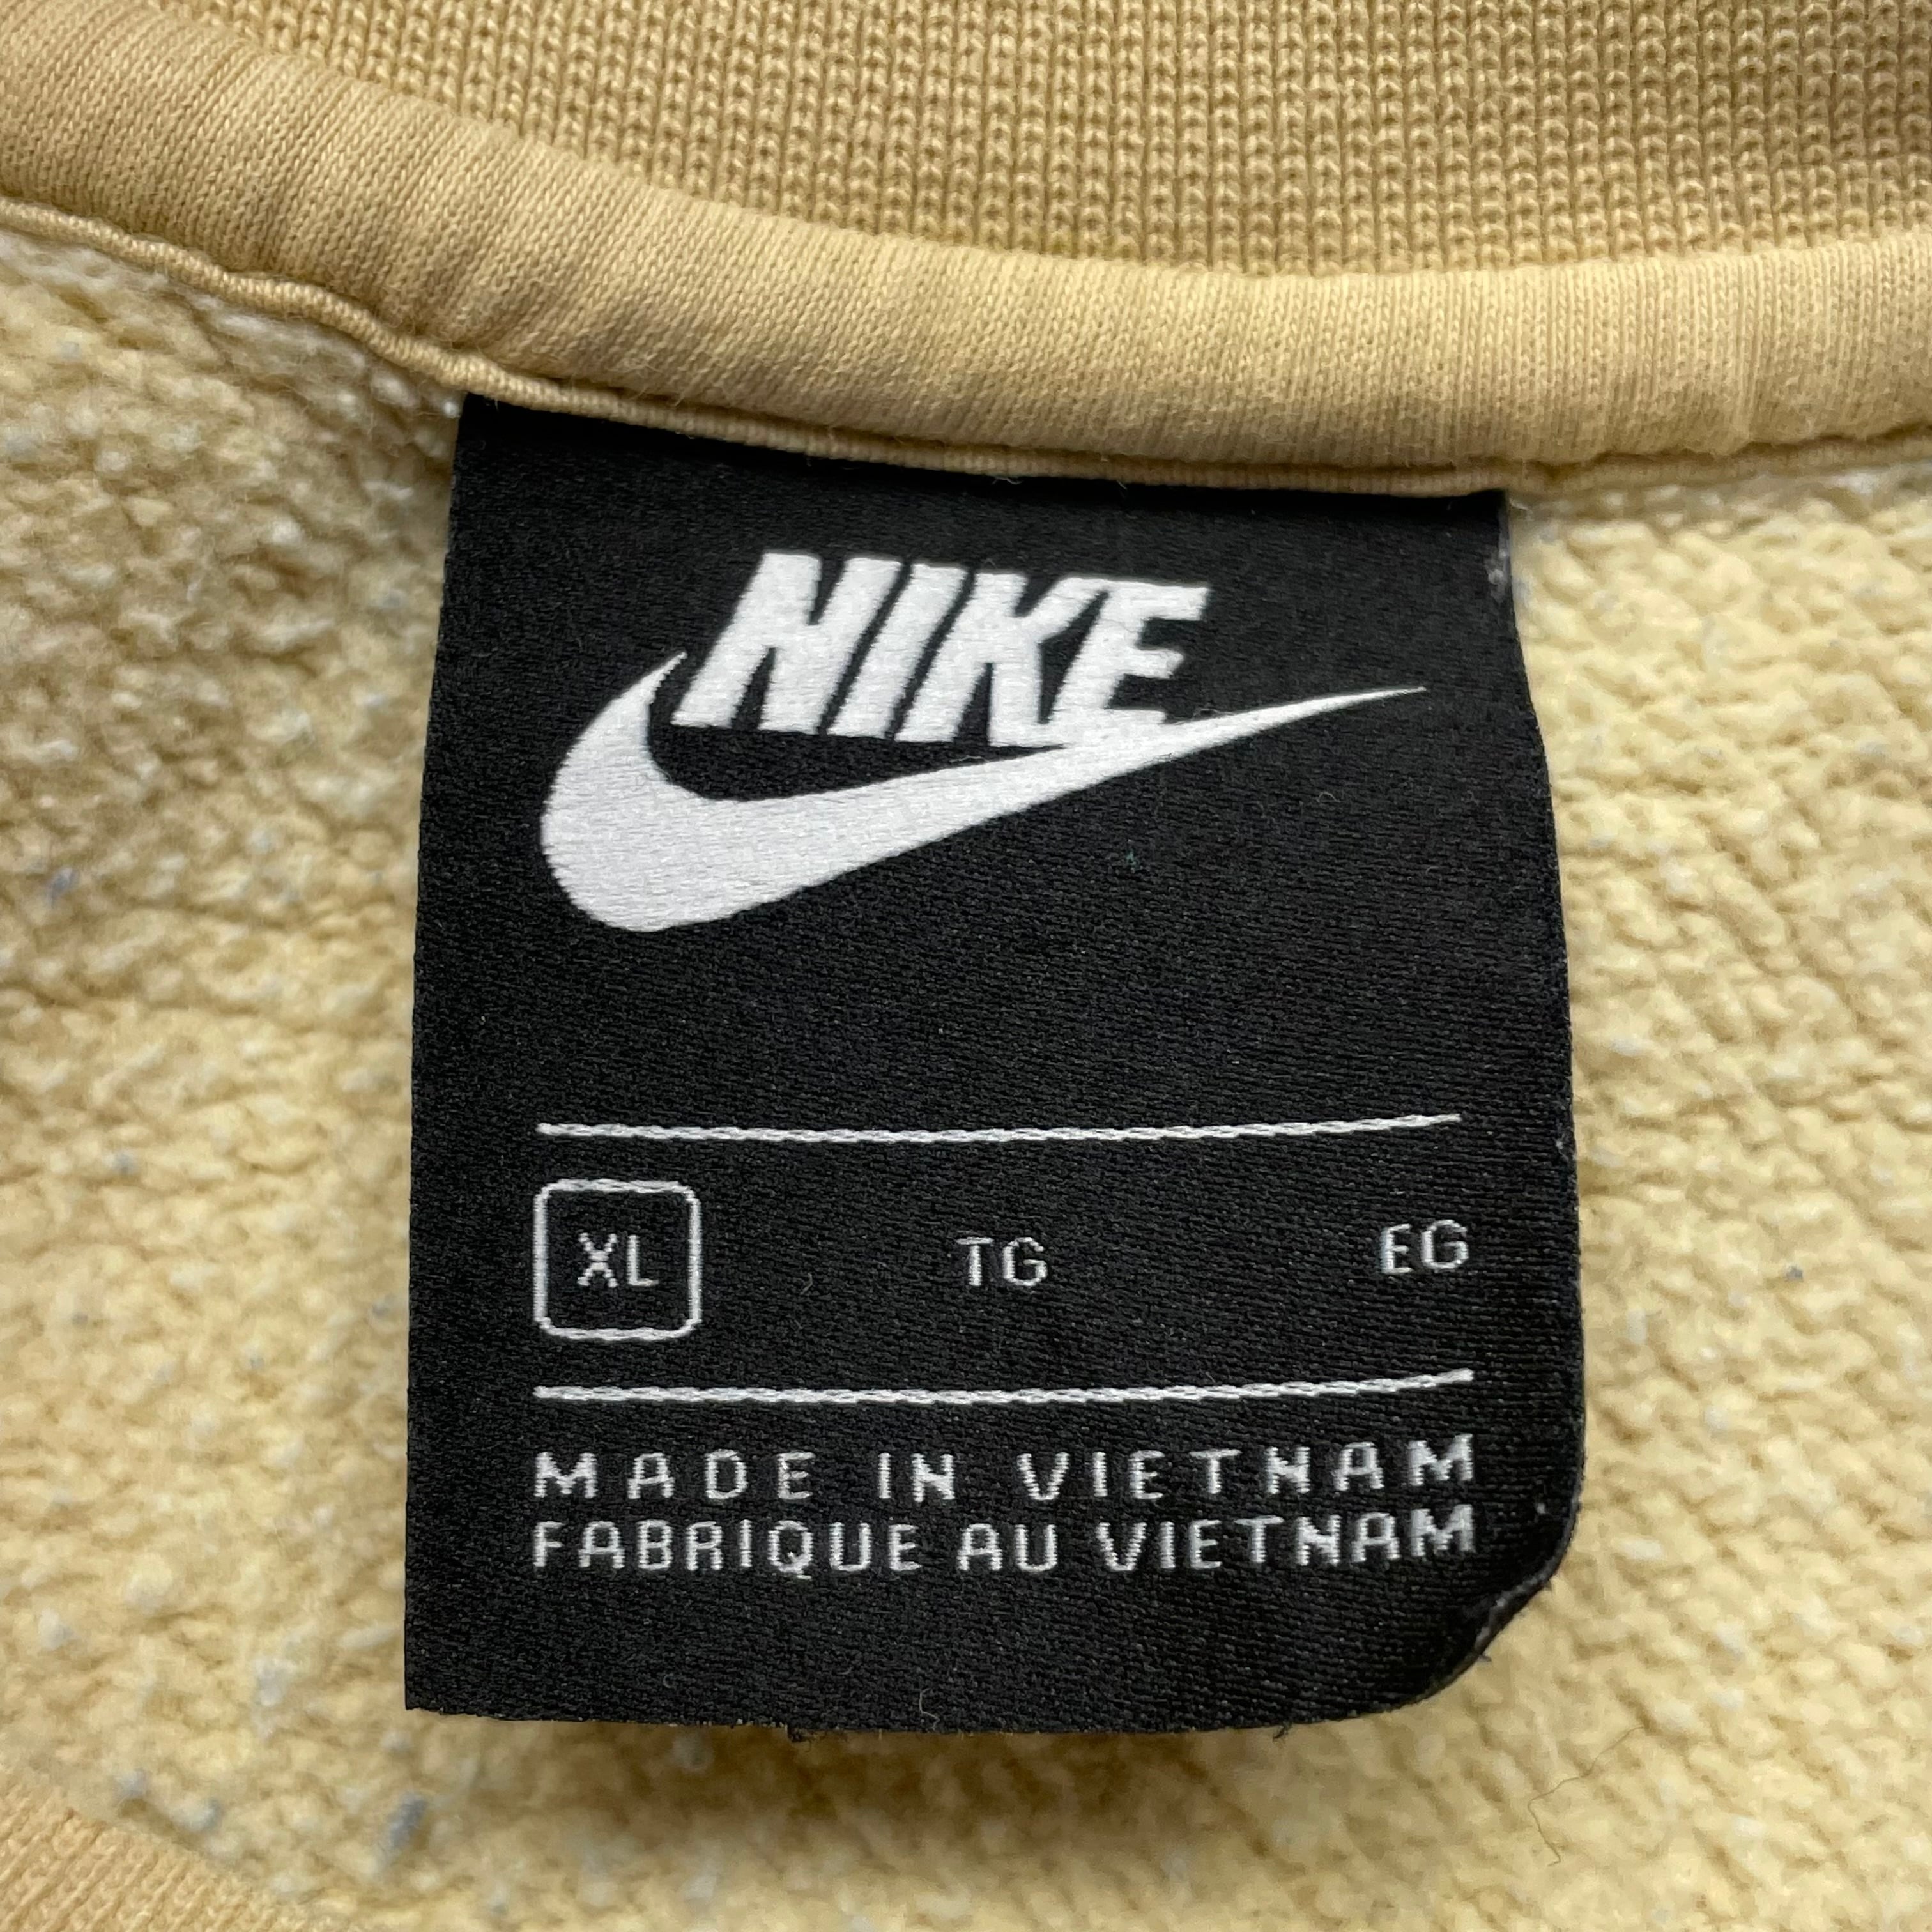 NIKE
XL TG EG
MADE IN VIETNAM
FABRIQUE AU VIETNAM